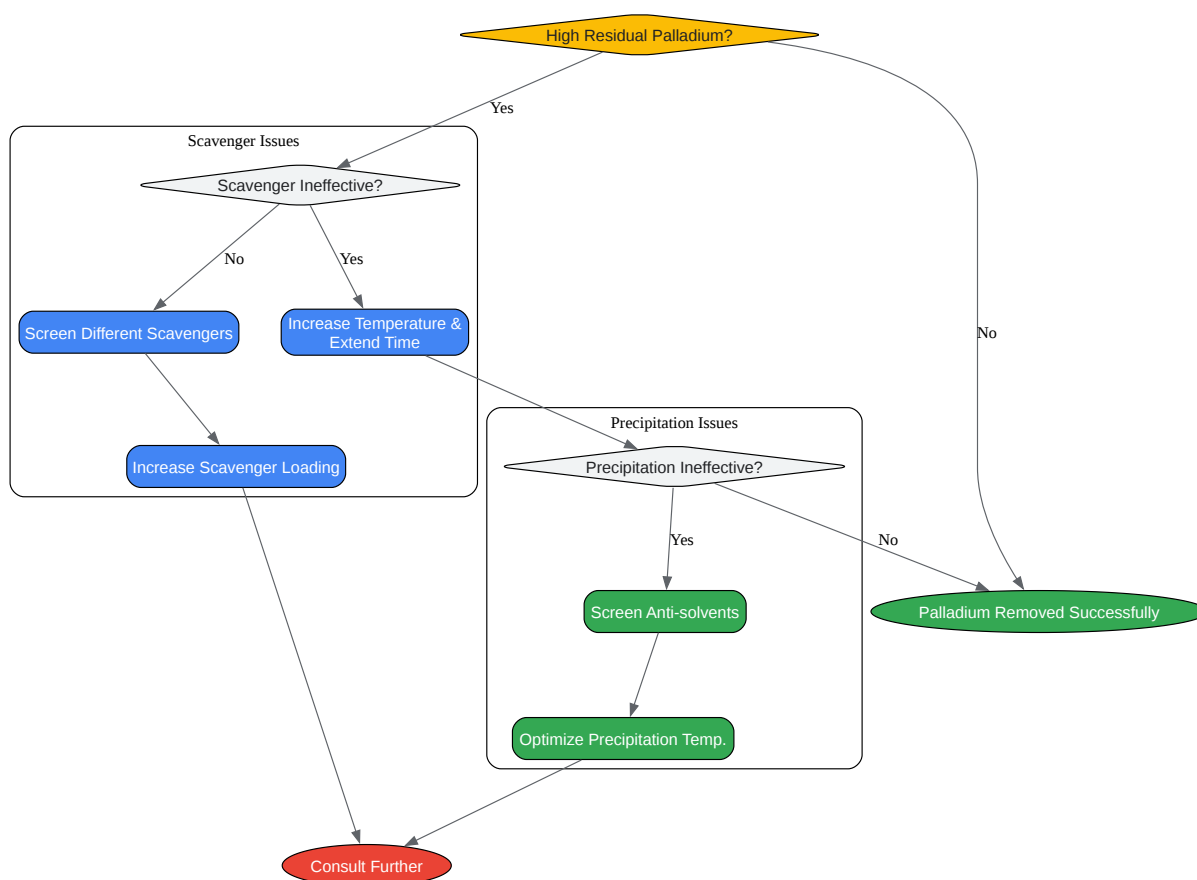 High Residual Palladium?
Yes
Scavenger Issues
Scavenger Ineffective?
No
Yes
Screen Different Scavengers
Increase Temperature &
Extend Time
No
Precipitation Issues
Increase Scavenger Loading
Precipitation Ineffective?
Yes
No
Screen Anti-solvents
Palladium Removed Successfully
Optimize Precipitation Temp.
Consult Further